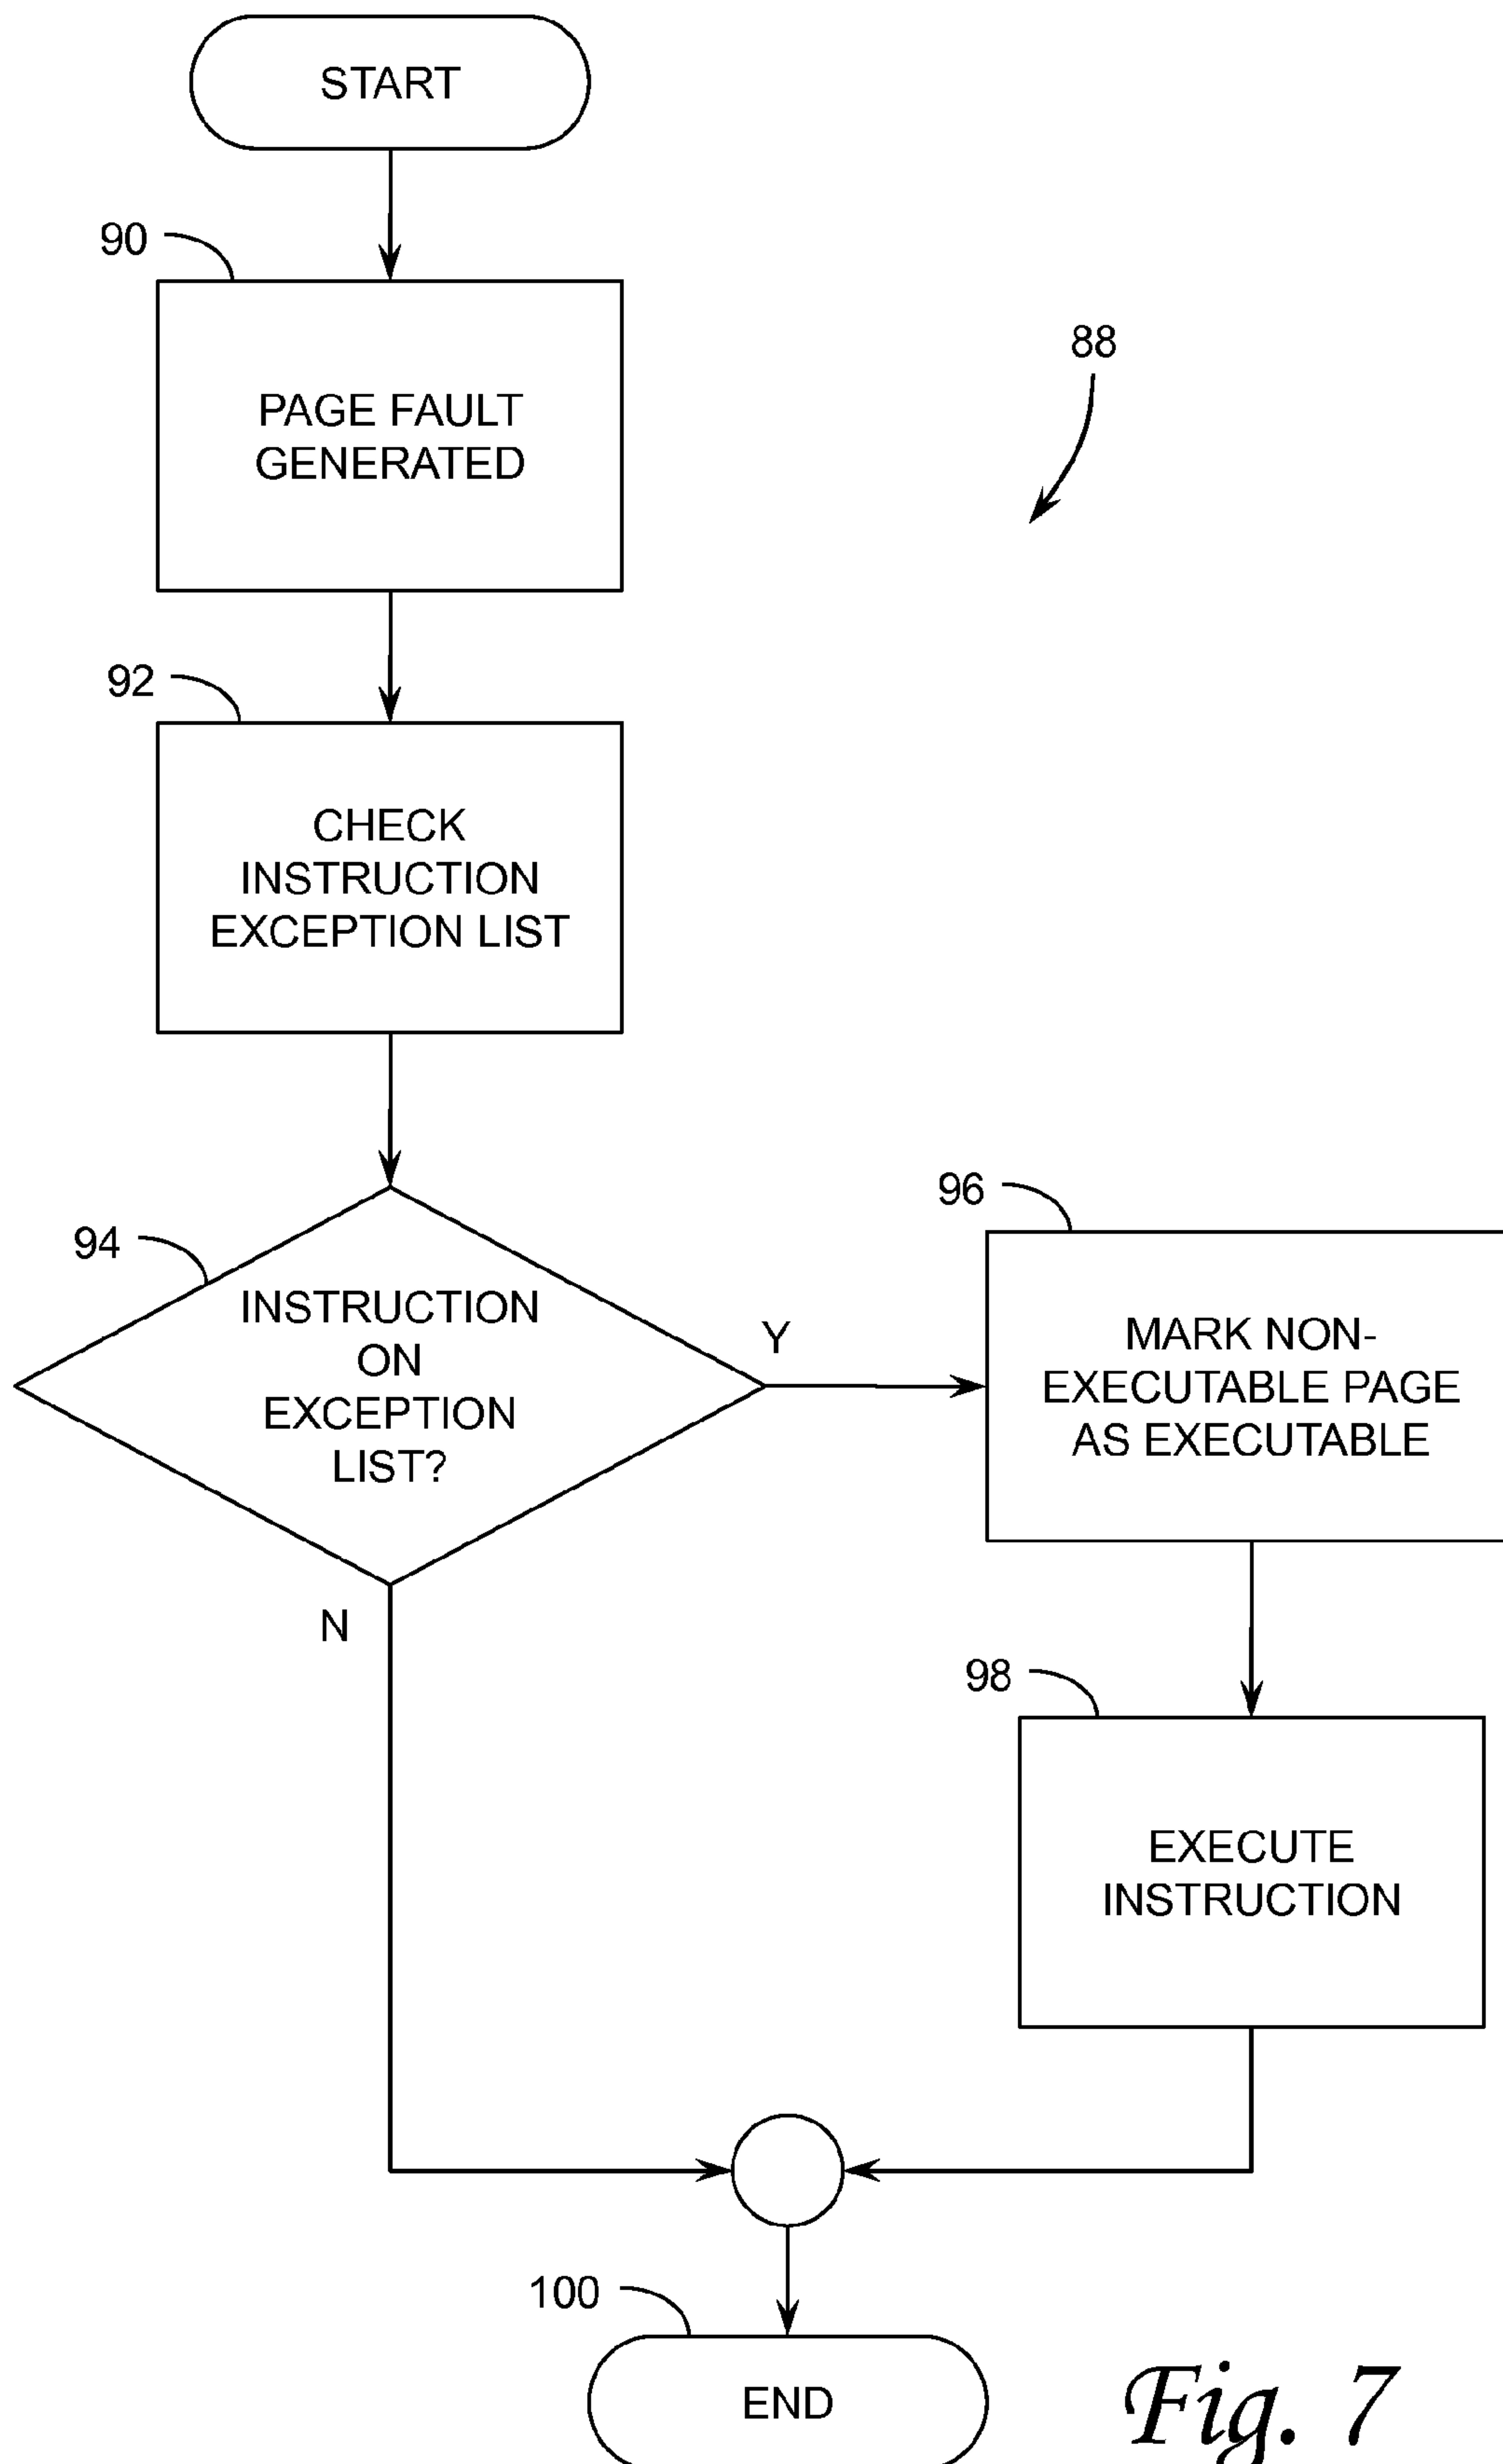 START
90
PAGE FAULT
GENERATED
88
92
CHECK
INSTRUCTION
EXCEPTION LIST
94
INSTRUCTION
ON
EXCEPTION
LIST?
Y
N
96
MARK NON-
EXECUTABLE PAGE
AS EXECUTABLE
98
EXECUTE
INSTRUCTION
100
END
Fig. 7